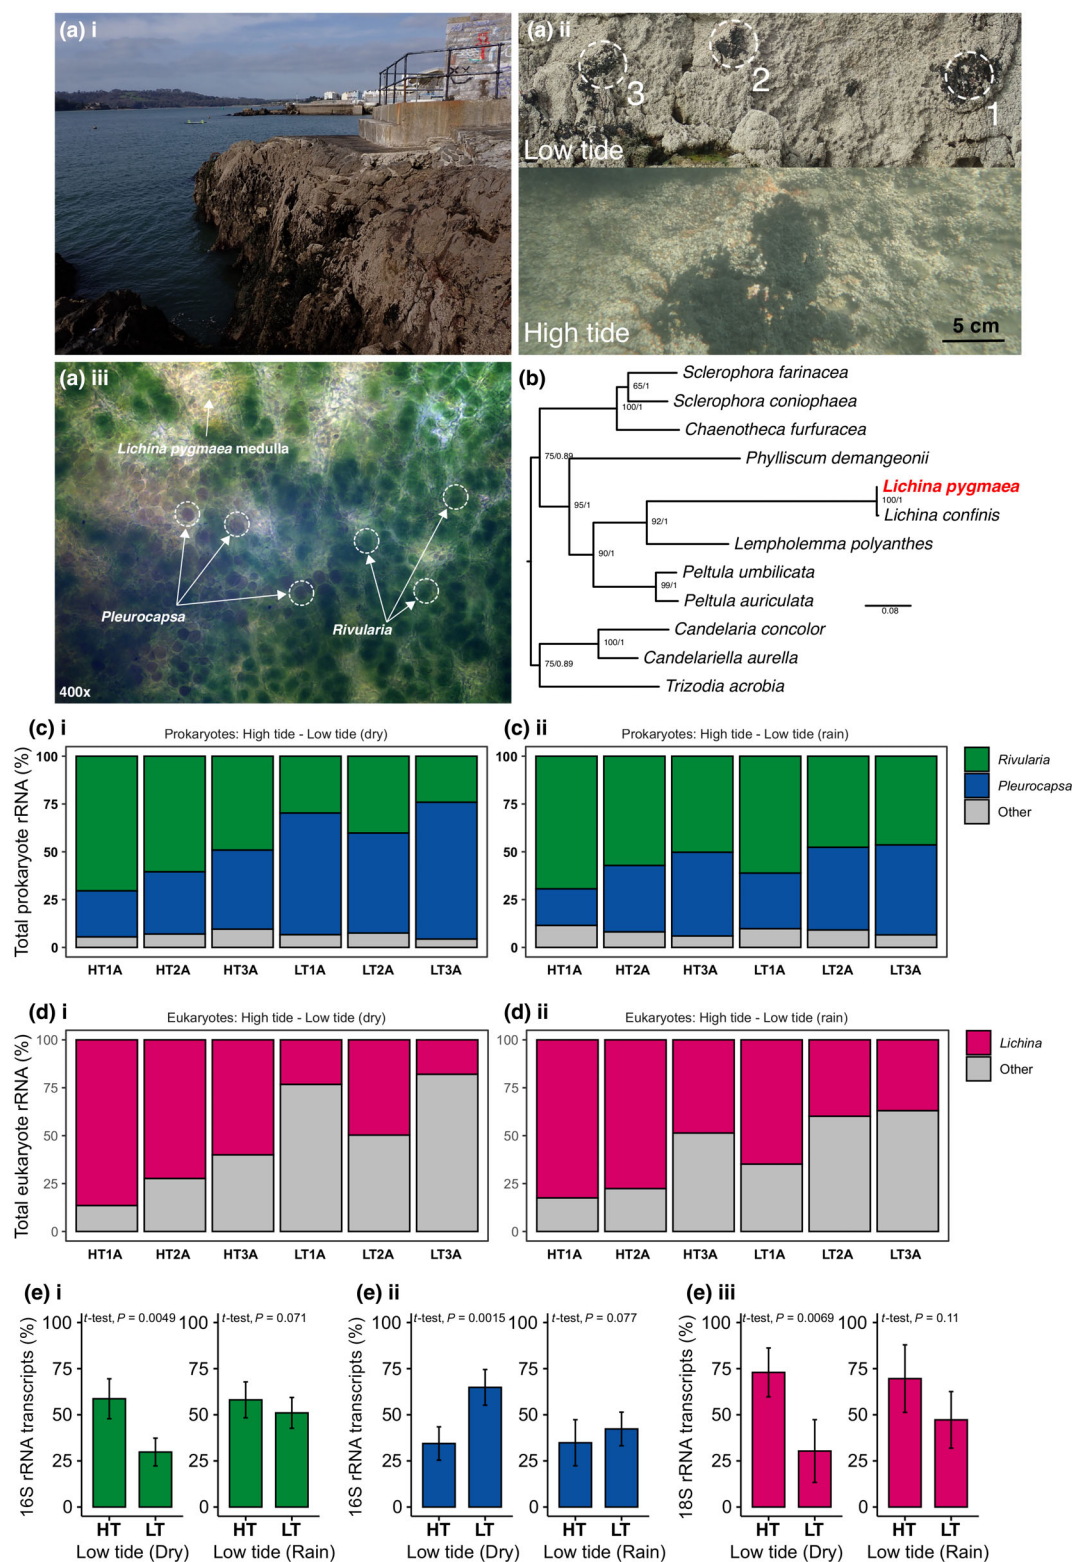 (a) i
(a) ii
3
2
1
Low tide
High tide
5 cm
(a) iii
Lichina pygmaea medulla
Pleurocapsa
Rivularia
400x
(b)
Sclerophora farinacea
65/1
Sclerophora coniophaea
100/1
Chaenotheca furfuracea
75/0.89
Phylliscum demangeonii
95/1
Lichina pygmaea
100/1
Lichina confinis
92/1
Lempholemma polyanthes
90/1
Peltula umbilicata
99/1
Peltula auriculata
0.08
Candelaria concolor
100/1
Candelariella aurella
75/0.89
Trizodia acrobia
(c) i
Prokaryotes: High tide - Low tide (dry)
Total prokaryote rRNA (%)
100
75
50
25
0
HT1A HT2A HT3A LT1A LT2A LT3A
(c) ii
Prokaryotes: High tide - Low tide (rain)
100
75
50
25
0
HT1A HT2A HT3A LT1A LT2A LT3A
Rivularia
Pleurocapsa
Other
(d) i
Eukaryotes: High tide - Low tide (dry)
Total eukaryote rRNA (%)
100
75
50
25
0
HT1A HT2A HT3A LT1A LT2A LT3A
(d) ii
Eukaryotes: High tide - Low tide (rain)
100
75
50
25
0
HT1A HT2A HT3A LT1A LT2A LT3A
Lichina
Other
(e) i
16S rRNA transcripts (%)
t-test, P = 0.0049
100
75
50
25
0
HT LT
Low tide (Dry)
t-test, P = 0.071
100
75
50
25
0
HT LT
Low tide (Rain)
(e) ii
16S rRNA transcripts (%)
t-test, P = 0.0015
100
75
50
25
0
HT LT
Low tide (Dry)
t-test, P = 0.077
100
75
50
25
0
HT LT
Low tide (Rain)
(e) iii
18S rRNA transcripts (%)
t-test, P = 0.0069
100
75
50
25
0
HT LT
Low tide (Dry)
t-test, P = 0.11
100
75
50
25
0
HT LT
Low tide (Rain)